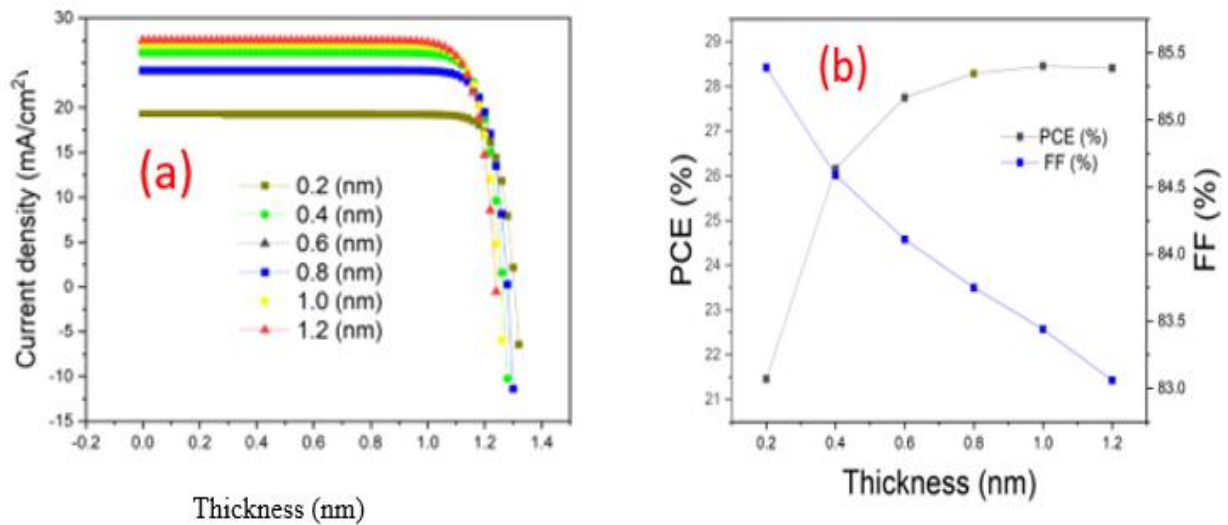 30
25
20
15
10
5
0
-5
-10
-15
Current density (mA/cm²)
(a)
0.2 (nm)
0.4 (nm)
0.6 (nm)
0.8 (nm)
1.0 (nm)
1.2 (nm)
-0.2 0.0 0.2 0.4 0.6 0.8 1.0 1.2 1.4
Thickness (nm)
29
28
27
26
25
24
23
22
21
PCE (%)
(b)
PCE (%)
FF (%)
85.5
85.0
84.5
84.0
83.5
83.0
FF (%)
0.2 0.4 0.6 0.8 1.0 1.2
Thickness (nm)